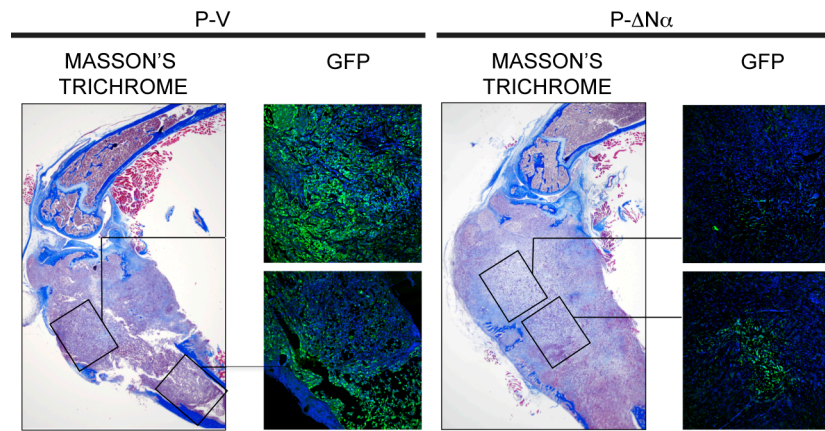 P-V
P-ΔNα
MASSON'S
TRICHROME
GFP
MASSON'S
TRICHROME
GFP